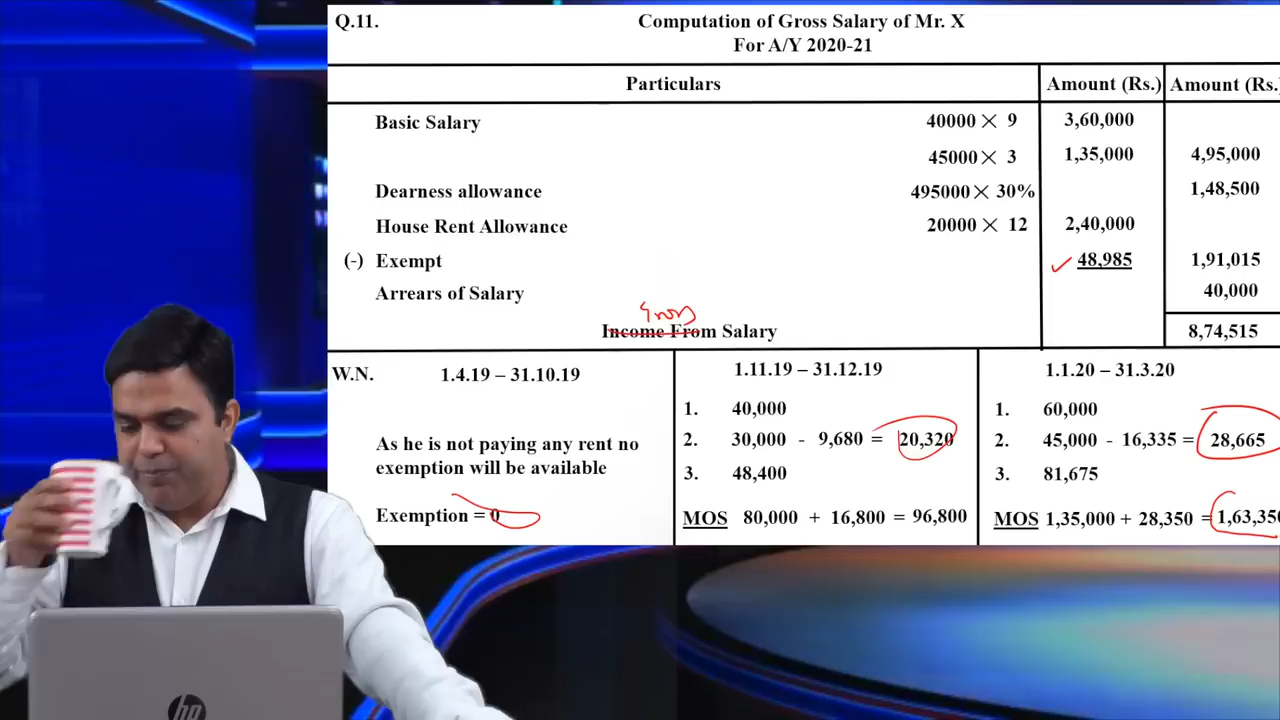 Q.11. Computation of Gross Salary of Mr. X
For A/Y 2020-21
Particulars Amount (Rs.) Amount (Rs.)
Basic Salary 40000 × 9 3,60,000
45000 × 3 1,35,000 4,95,000
Dearness allowance 495000 × 30% 1,48,500
House Rent Allowance 20000 × 12 2,40,000
(-) Exempt 48,985 1,91,015
Arrears of Salary 40,000
Gross
Income From Salary 8,74,515
W.N. 1.4.19 – 31.10.19
As he is not paying any rent no
exemption will be available
Exemption = 0
1.11.19 – 31.12.19
1. 40,000
2. 30,000 - 9,680 = 20,320
3. 48,400
MOS 80,000 + 16,800 = 96,800
1.1.20 – 31.3.20
1. 60,000
2. 45,000 - 16,335 = 28,665
3. 81,675
MOS 1,35,000 + 28,350 = 1,63,350
hp